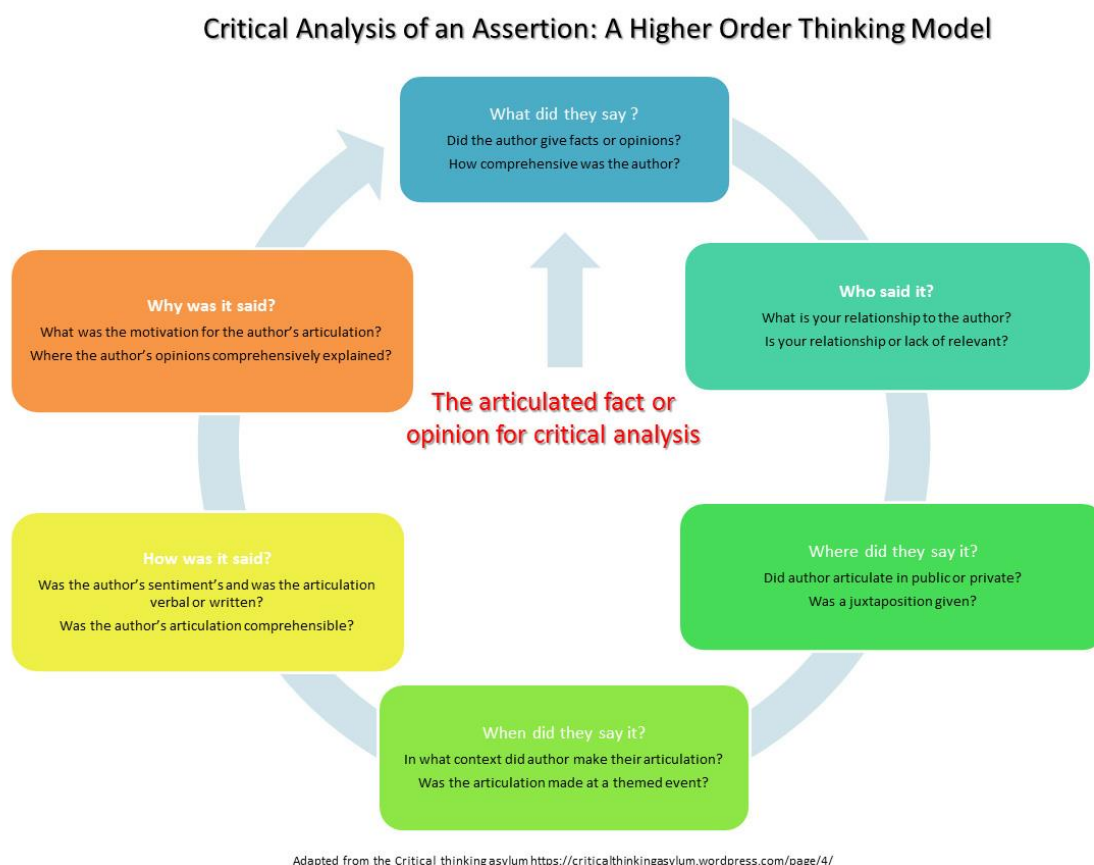 Critical Analysis of an Assertion: A Higher Order Thinking Model
What did they say ?
Did the author give facts or opinions?
How comprehensive was the author?
Who said it?
What is your relationship to the author?
Is your relationship or lack of relevant?
Where did they say it?
Did author articulate in public or private?
Was a juxtaposition given?
When did they say it?
In what context did author make their articulation?
Was the articulation made at a themed event?
How was it said?
Was the author's sentiment's and was the articulation
verbal or written?
Was the author's articulation comprehensible?
Why was it said?
What was the motivation for the author's articulation?
Where the author's opinions comprehensively explained?
The articulated fact or
opinion for critical analysis
Adapted from the Critical thinking asylum https://criticalthinkingasylum.wordpress.com/page/4/